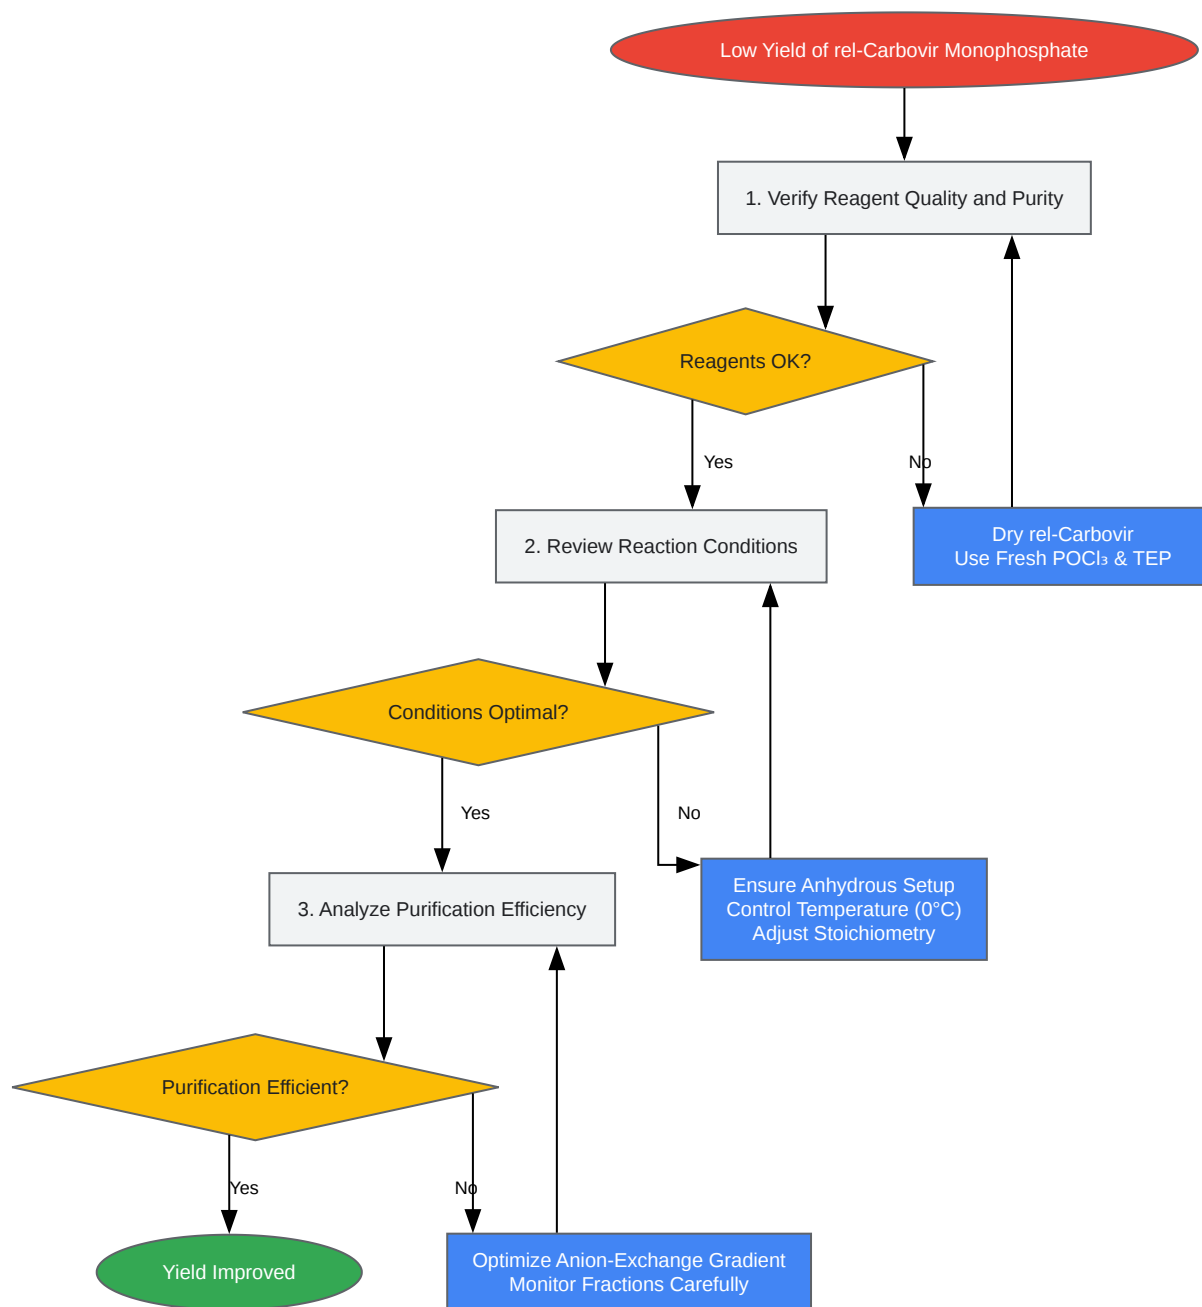 Low Yield of rel-Carbovir Monophosphate
1. Verify Reagent Quality and Purity
Reagents OK?
Yes
No
2. Review Reaction Conditions
Dry rel-Carbovir
Use Fresh POCl₃ & TEP
Conditions Optimal?
Yes
No
3. Analyze Purification Efficiency
Ensure Anhydrous Setup
Control Temperature (0°C)
Adjust Stoichiometry
Purification Efficient?
Yes
No
Yield Improved
Optimize Anion-Exchange Gradient
Monitor Fractions Carefully